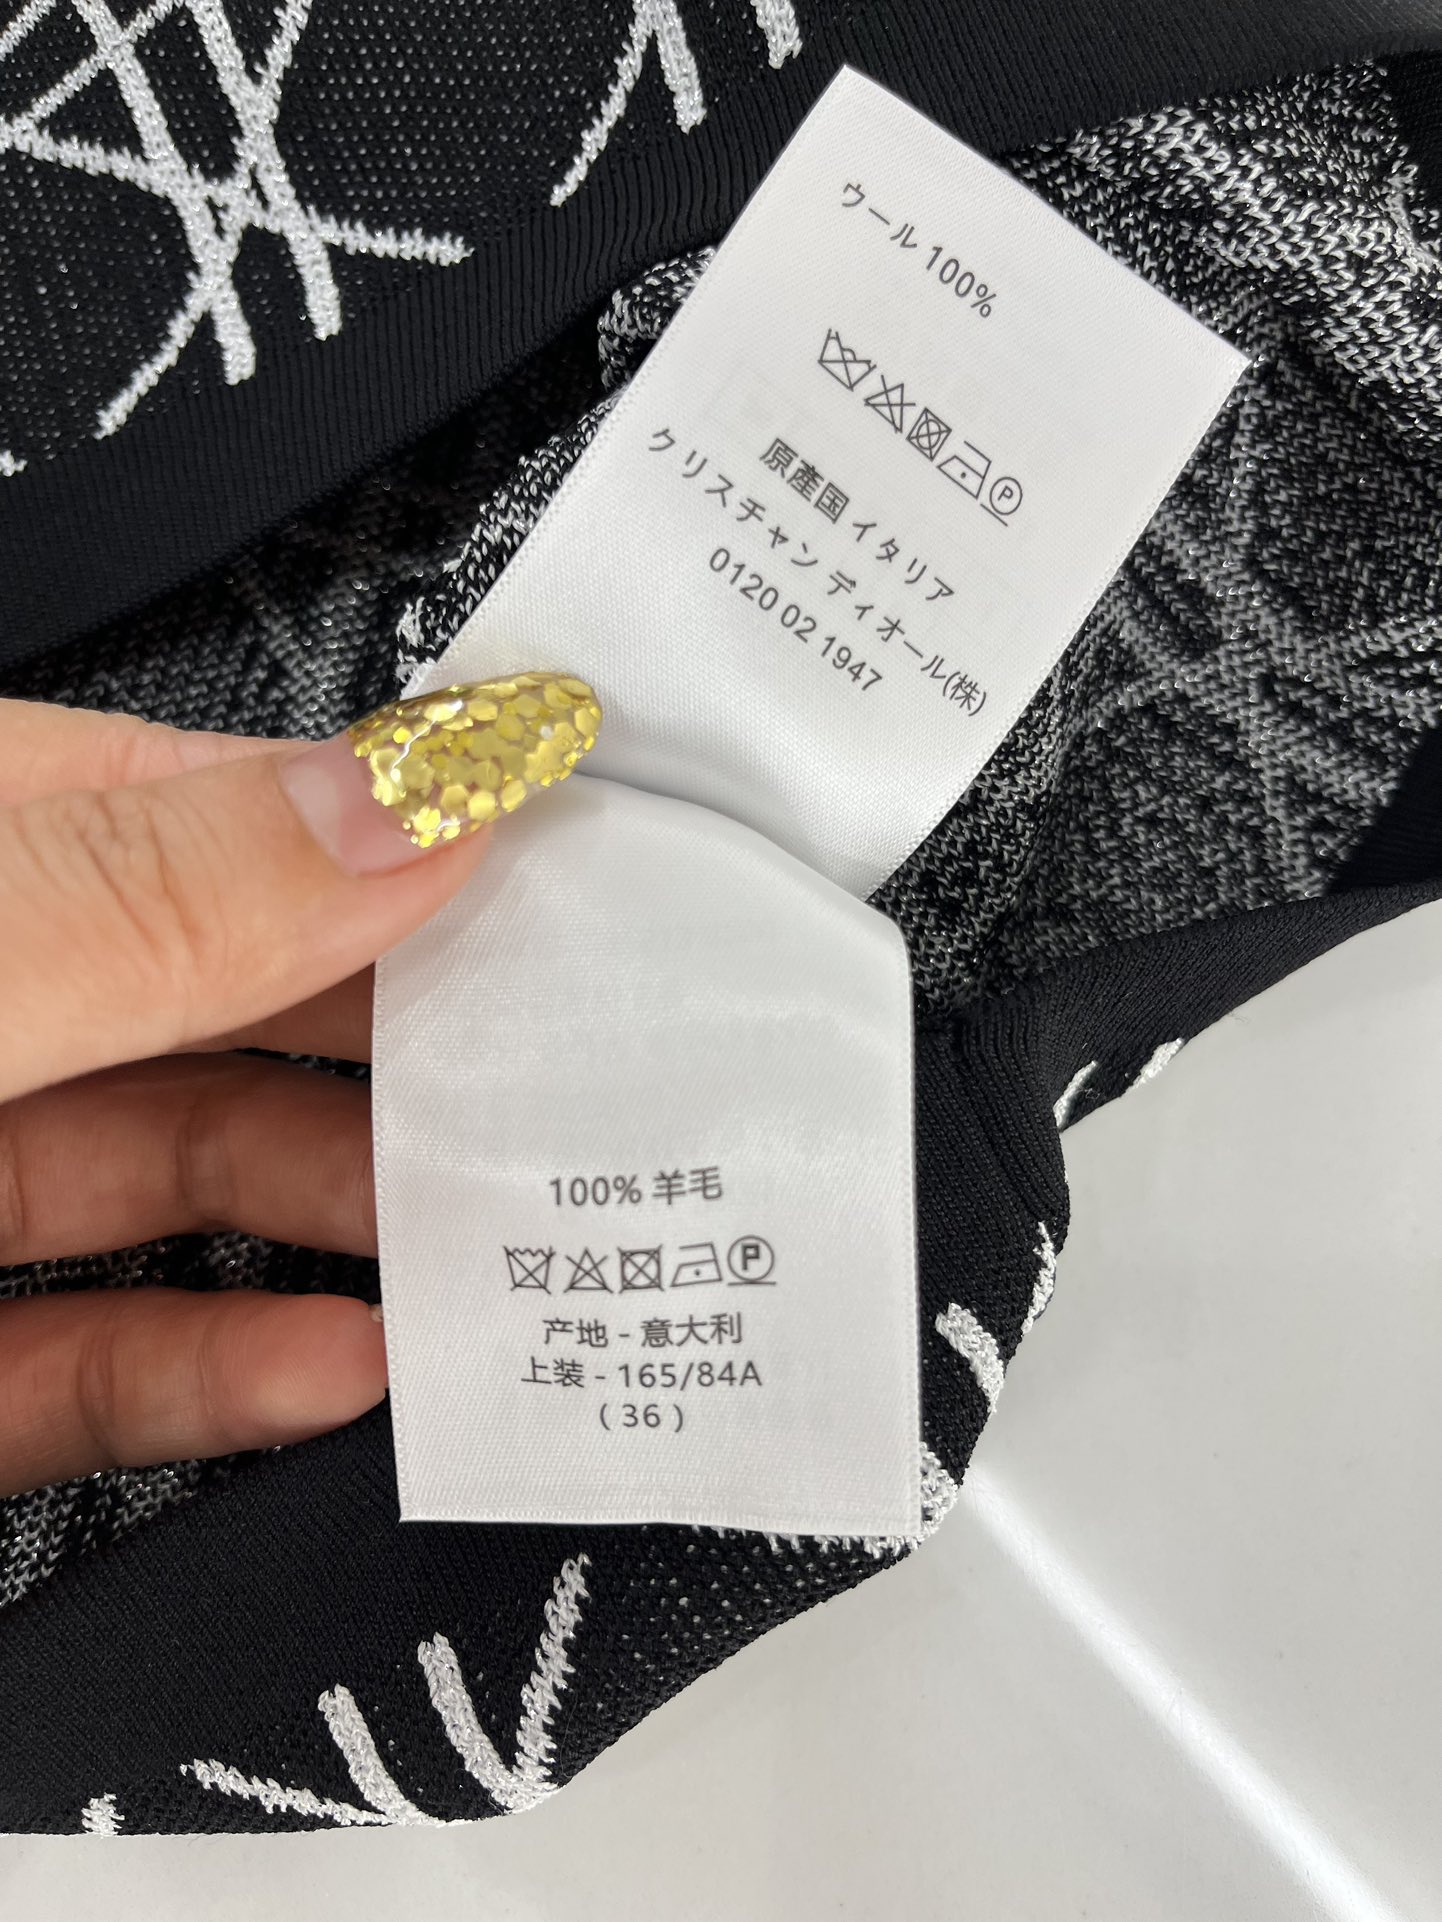 ウール 100%
P
原産国 イタリア
クリスチャン ディオール(株)
0120 02 1947
100% 羊毛
P
产地 - 意大利
上装 - 165/84A
( 36 )